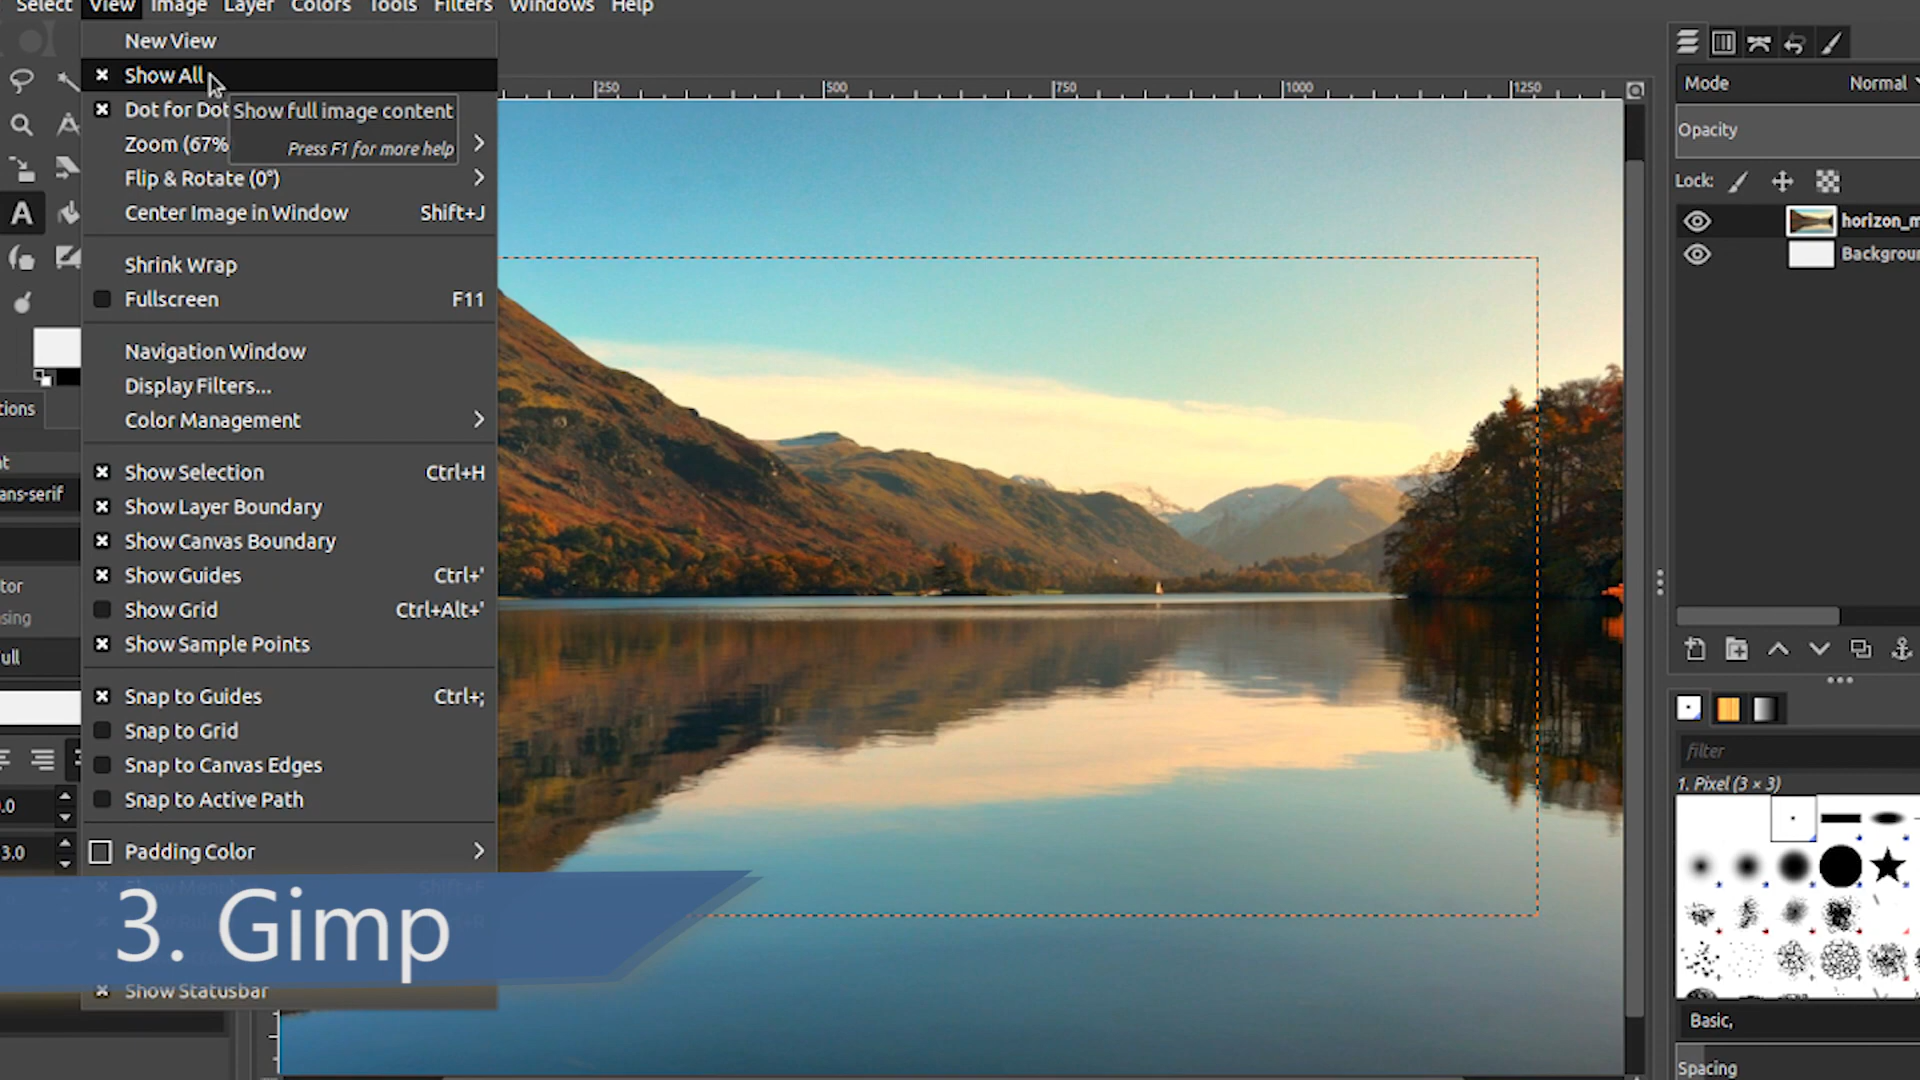 Select View Image Layer Colors Tools Filters Windows Help
New View
Show All
Show full image content
Press F1 for more help
Dot for Dot
Zoom (67%
Flip & Rotate (0°)
Center Image in Window Shift+J
Shrink Wrap
Fullscreen F11
Navigation Window
Display Filters...
Color Management
Show Selection Ctrl+H
Show Layer Boundary
Show Canvas Boundary
Show Guides Ctrl+'
Show Grid Ctrl+Alt+'
Show Sample Points
Snap to Guides Ctrl+;
Snap to Grid
Snap to Canvas Edges
Snap to Active Path
Padding Color
Show Statusbar
3. Gimp
250 500 750 1000 1250
A
tions
nt
ans-serif
tor
sing
ull
.0
3.0
Mode Normal
Opacity
Lock:
horizon_m
Backgroun
filter
1. Pixel (3 × 3)
Basic,
Spacing